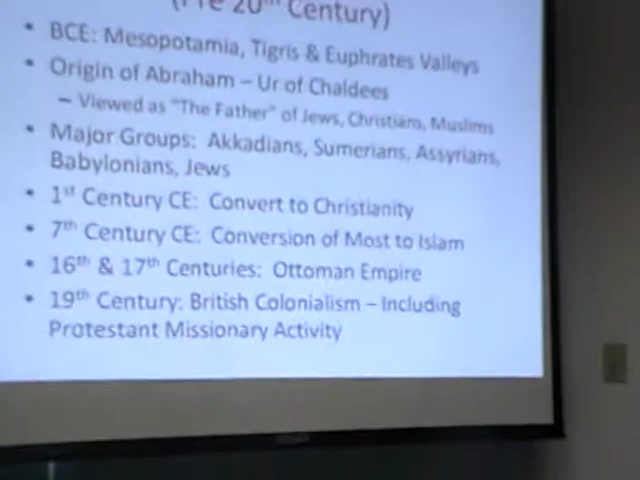 (Pre 20th Century)
• BCE: Mesopotamia, Tigris & Euphrates Valleys
• Origin of Abraham – Ur of Chaldees
– Viewed as "The Father" of Jews, Christians, Muslims
• Major Groups: Akkadians, Sumerians, Assyrians,
Babylonians, Jews
• 1st Century CE: Convert to Christianity
• 7th Century CE: Conversion of Most to Islam
• 16th & 17th Centuries: Ottoman Empire
• 19th Century: British Colonialism – Including
Protestant Missionary Activity